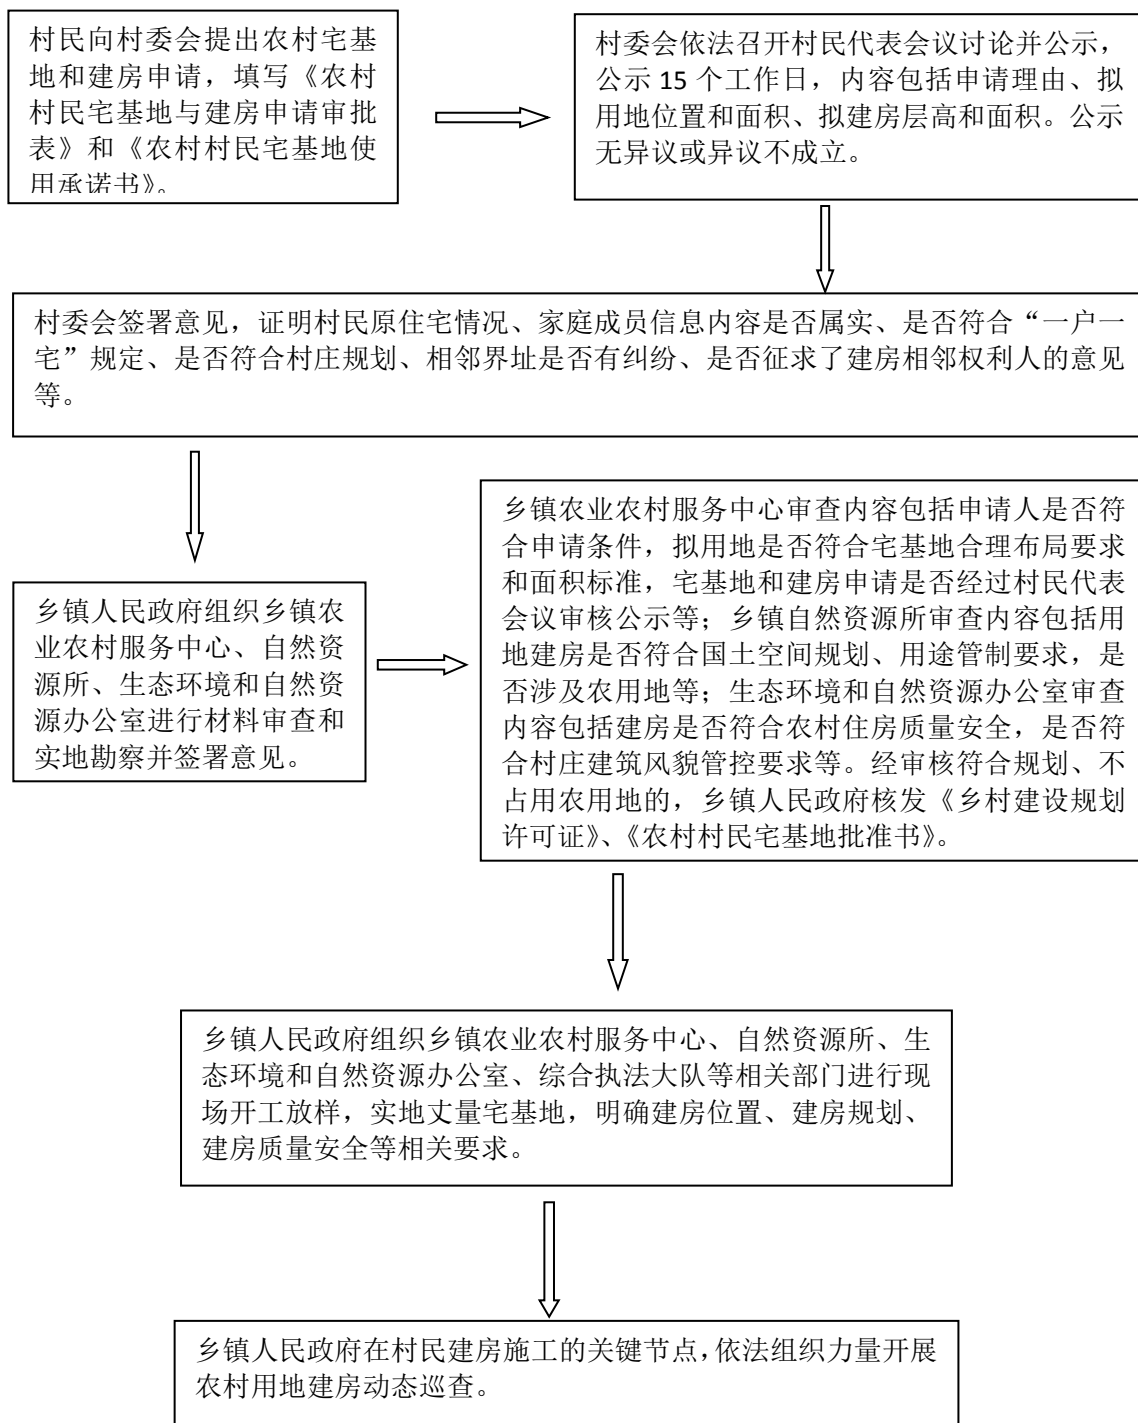 村民向村委会提出农村宅基
地和建房申请，填写《农村
村民宅基地与建房申请审批
表》和《农村村民宅基地使
用承诺书》。
村委会依法召开村民代表会议讨论并公示，
公示 15 个工作日，内容包括申请理由、拟
用地位置和面积、拟建房层高和面积。公示
无异议或异议不成立。
村委会签署意见，证明村民原住宅情况、家庭成员信息内容是否属实、是否符合“一户一
宅”规定、是否符合村庄规划、相邻界址是否有纠纷、是否征求了建房相邻权利人的意见
等。
乡镇人民政府组织乡镇农
业农村服务中心、自然资
源所、生态环境和自然资
源办公室进行材料审查和
实地勘察并签署意见。
乡镇农业农村服务中心审查内容包括申请人是否符
合申请条件，拟用地是否符合宅基地合理布局要求
和面积标准，宅基地和建房申请是否经过村民代表
会议审核公示等；乡镇自然资源所审查内容包括用
地建房是否符合国土空间规划、用途管制要求，是
否涉及农用地等；生态环境和自然资源办公室审查
内容包括建房是否符合农村住房质量安全，是否符
合村庄建筑风貌管控要求等。经审核符合规划、不
占用农用地的，乡镇人民政府核发《乡村建设规划
许可证》、《农村村民宅基地批准书》。
乡镇人民政府组织乡镇农业农村服务中心、自然资源所、生
态环境和自然资源办公室、综合执法大队等相关部门进行现
场开工放样，实地丈量宅基地，明确建房位置、建房规划、
建房质量安全等相关要求。
乡镇人民政府在村民建房施工的关键节点，依法组织力量开展
农村用地建房动态巡查。